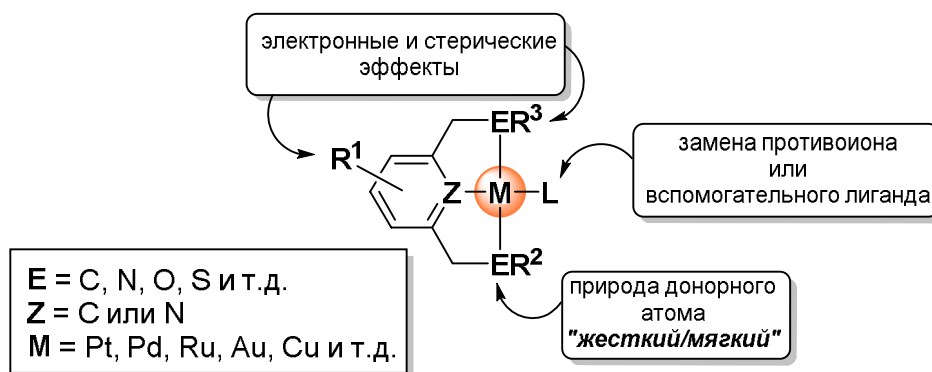 электронные и стерические
эффекты
ER³
R¹
Z
M
L
замена противоиона
или
вспомогательного лиганда
ER²
E = C, N, O, S и т.д.
Z = C или N
M = Pt, Pd, Ru, Au, Cu и т.д.
природа донорного
атома
"жесткий/мягкий"